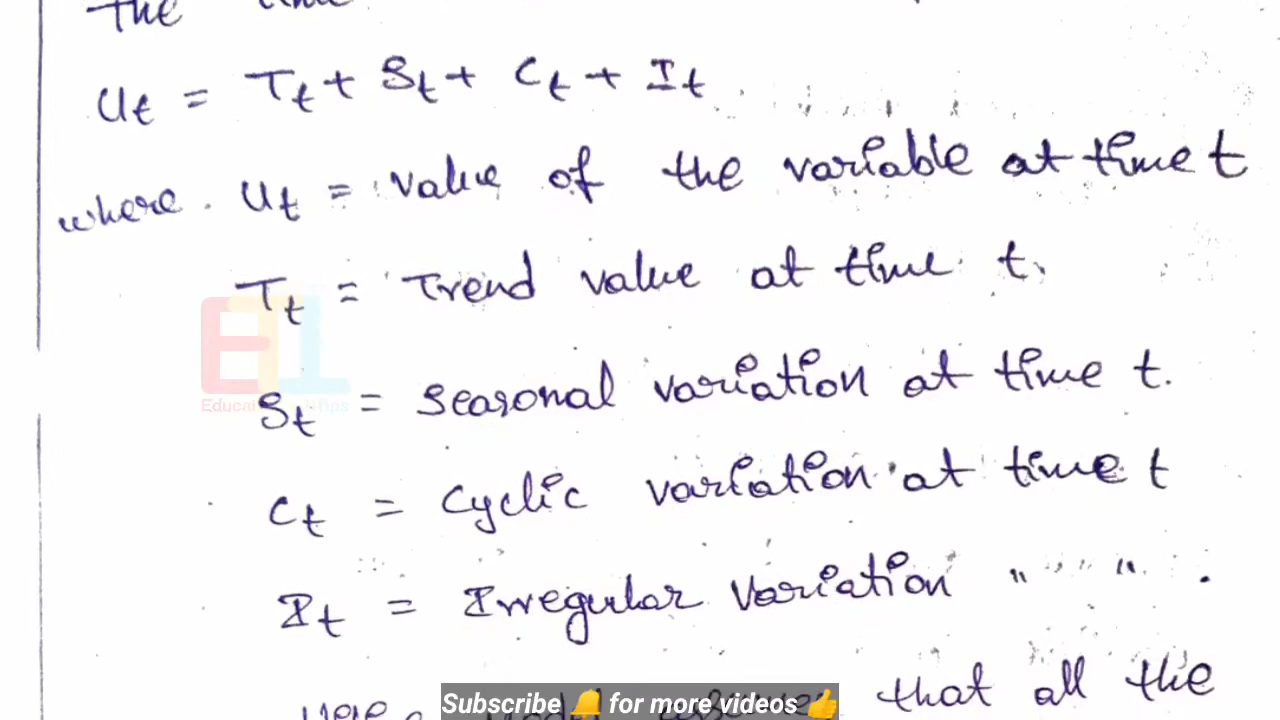 the time
Ut = Tt + St + Ct + It
where Ut = value of the variable at time t
Tt = Trend value at time t.
St = Seasonal variation at time t.
Ct = Cyclic variation at time t
It = Irregular variation " " " .
that all the
Subscribe 🔔 for more videos 👍